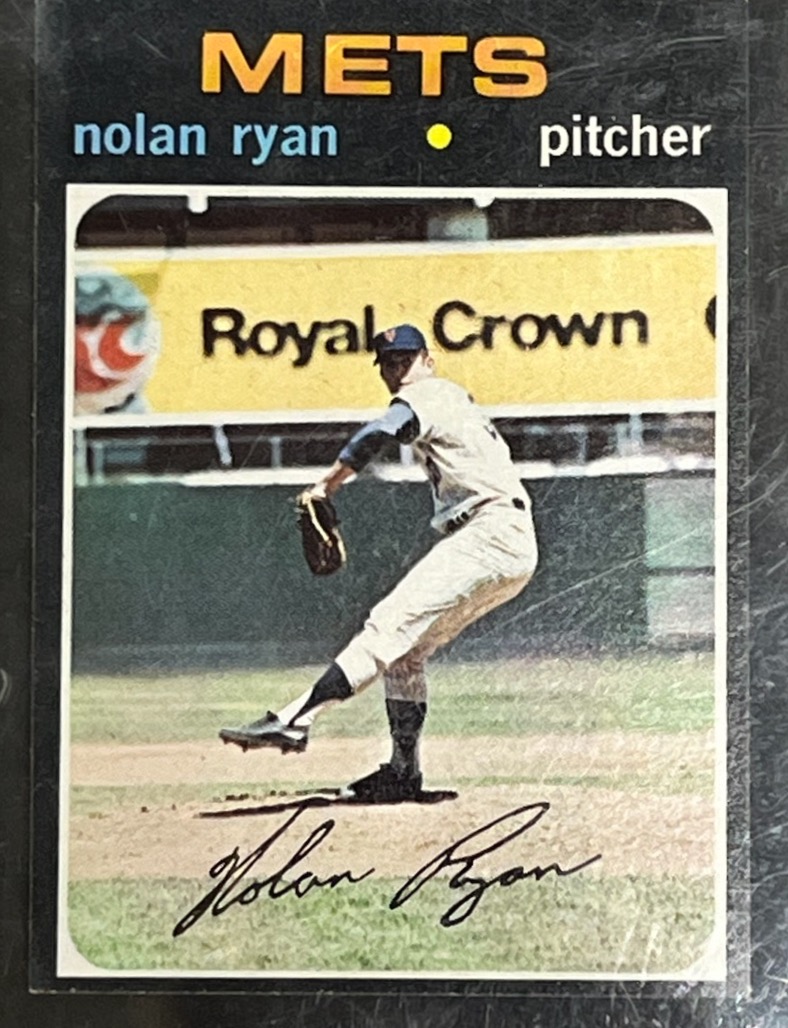 METS
nolan ryan • pitcher
Royal Crown
Nolan Ryan